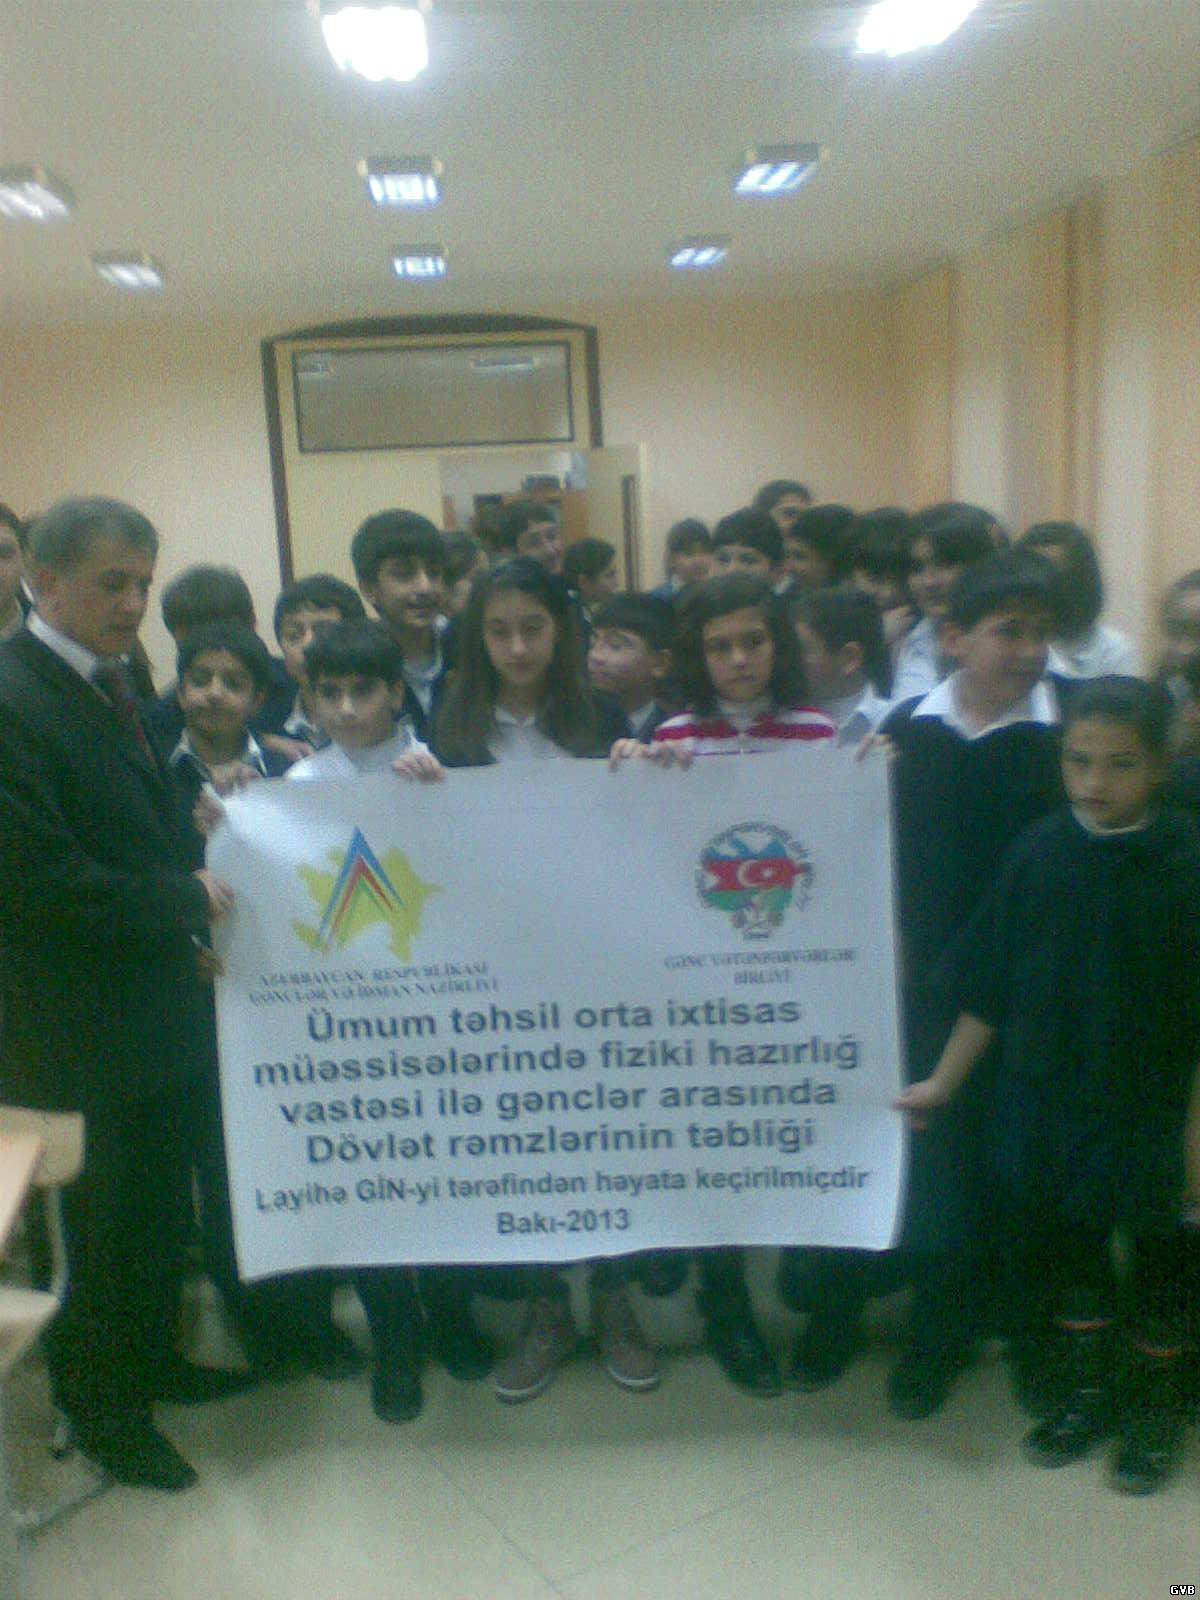 AZERBAYCAN RESPUBLİKASI
GƏNCLƏR VƏ İDMAN NAZİRLİYİ
GƏNC VƏTƏNPƏRVƏRLƏR
BİRLİYİ
Ümum təhsil orta ixtisas
müəssisələrində fiziki hazırlığ
vastəsi ilə gənclər arasında
Dövlət rəmzlərinin təbliği
Layihə GİN-yi tərəfindən həyata keçirilmiçdir
Bakı-2013
GVB